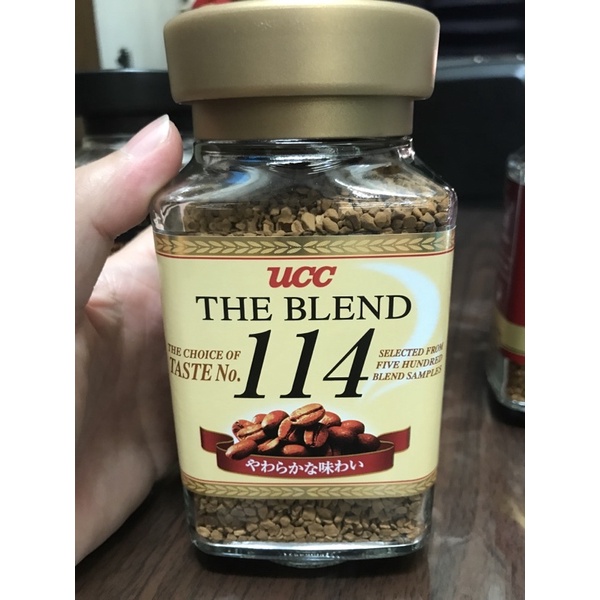 UCC
THE BLEND
THE CHOICE OF
TASTE No.
114
SELECTED FROM
FIVE HUNDRED
BLEND SAMPLES
やわらかな味わい